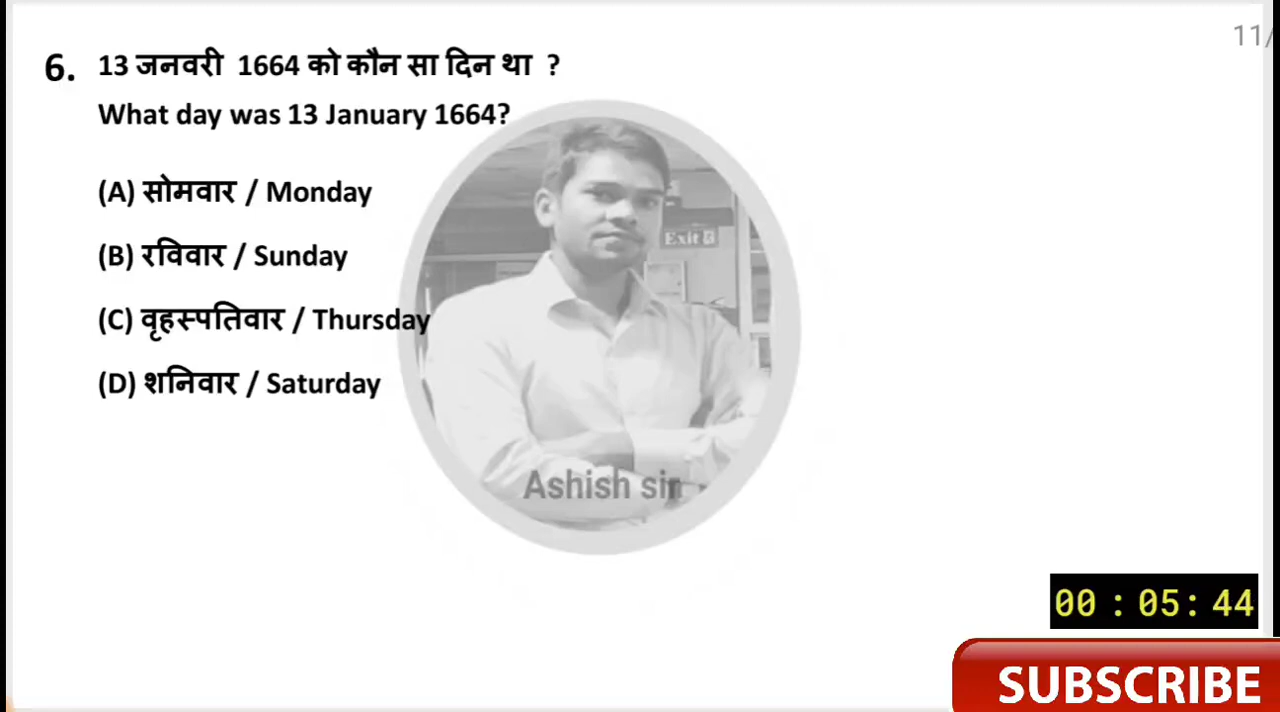 11/
6. 13 जनवरी 1664 को कौन सा दिन था ?
What day was 13 January 1664?
(A) सोमवार / Monday
(B) रविवार / Sunday
(C) वृहस्पतिवार / Thursday
(D) शनिवार / Saturday
Exit
Ashish sir
00 : 05 : 44
SUBSCRIBE